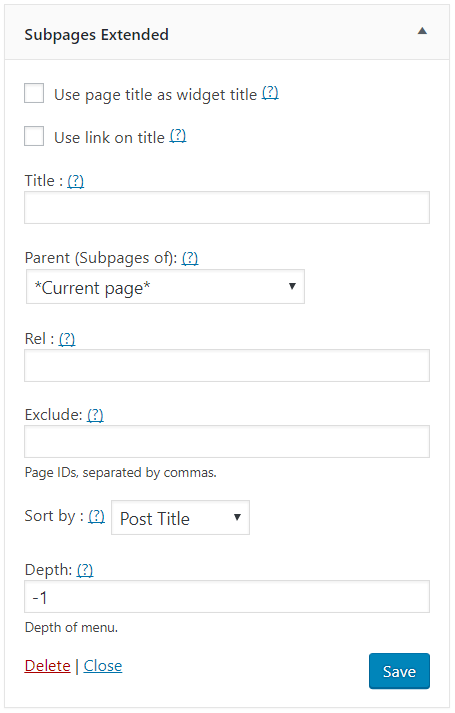 Subpages Extended
Use page title as widget title (?)
Use link on title (?)
Title : (?)
Parent (Subpages of): (?)
*Current page*
Rel : (?)
Exclude: (?)
Page IDs, separated by commas.
Sort by : (?) Post Title
Depth: (?)
-1
Depth of menu.
Delete | Close Save